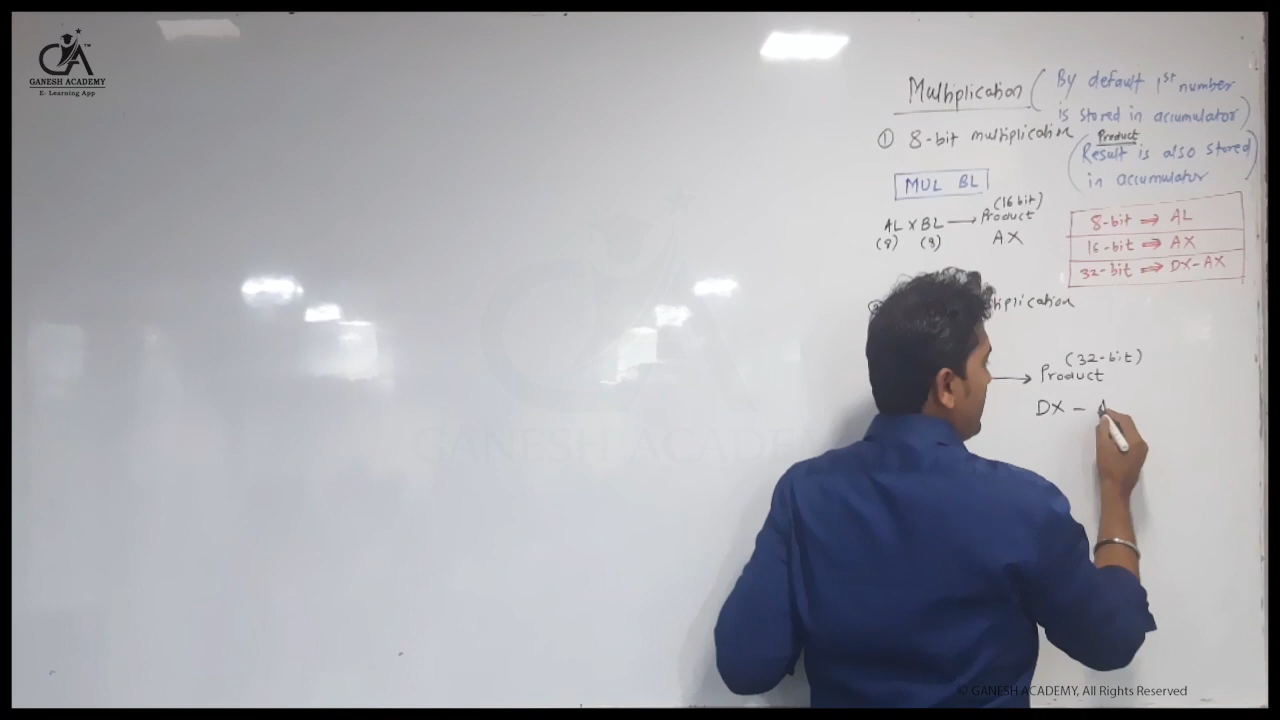 GANESH ACADEMY
E- Learning App
Multiplication (By default 1st number
is stored in accumulator)
① 8-bit multiplication
Product
(Result is also stored
in accumulator)
MUL BL
(16 bit)
AL X BL → Product
(8) (8) AX
8-bit ⇒ AL
16-bit ⇒ AX
32-bit ⇒ DX-AX
(32-bit)
→ Product
DX -
GANESH ACADEMY
© GANESH ACADEMY, All Rights Reserved